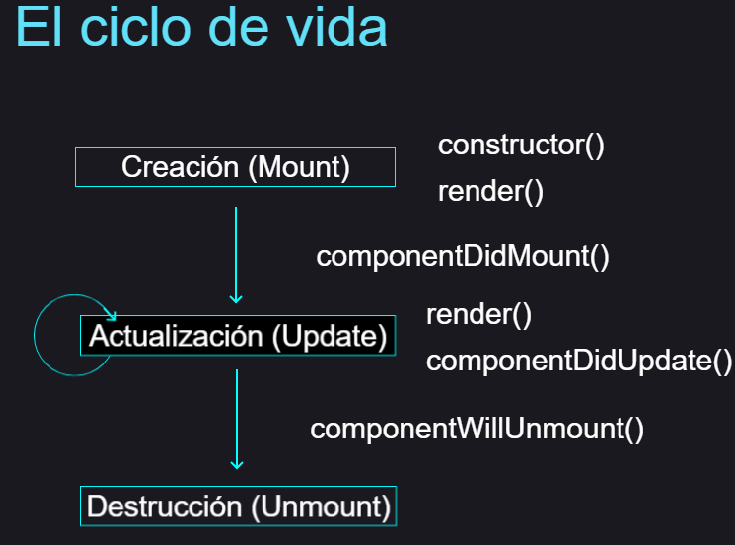 El ciclo de vida
constructor()
Creación (Mount)
render()
componentDidMount()
render()
Actualización (Update)
componentDidUpdate()
componentWillUnmount()
Destrucción (Unmount)